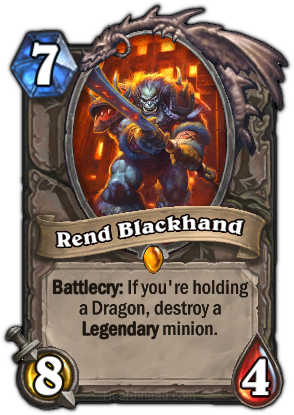 7
Rend Blackhand
Battlecry: If you're holding
a Dragon, destroy a
Legendary minion.
8
4